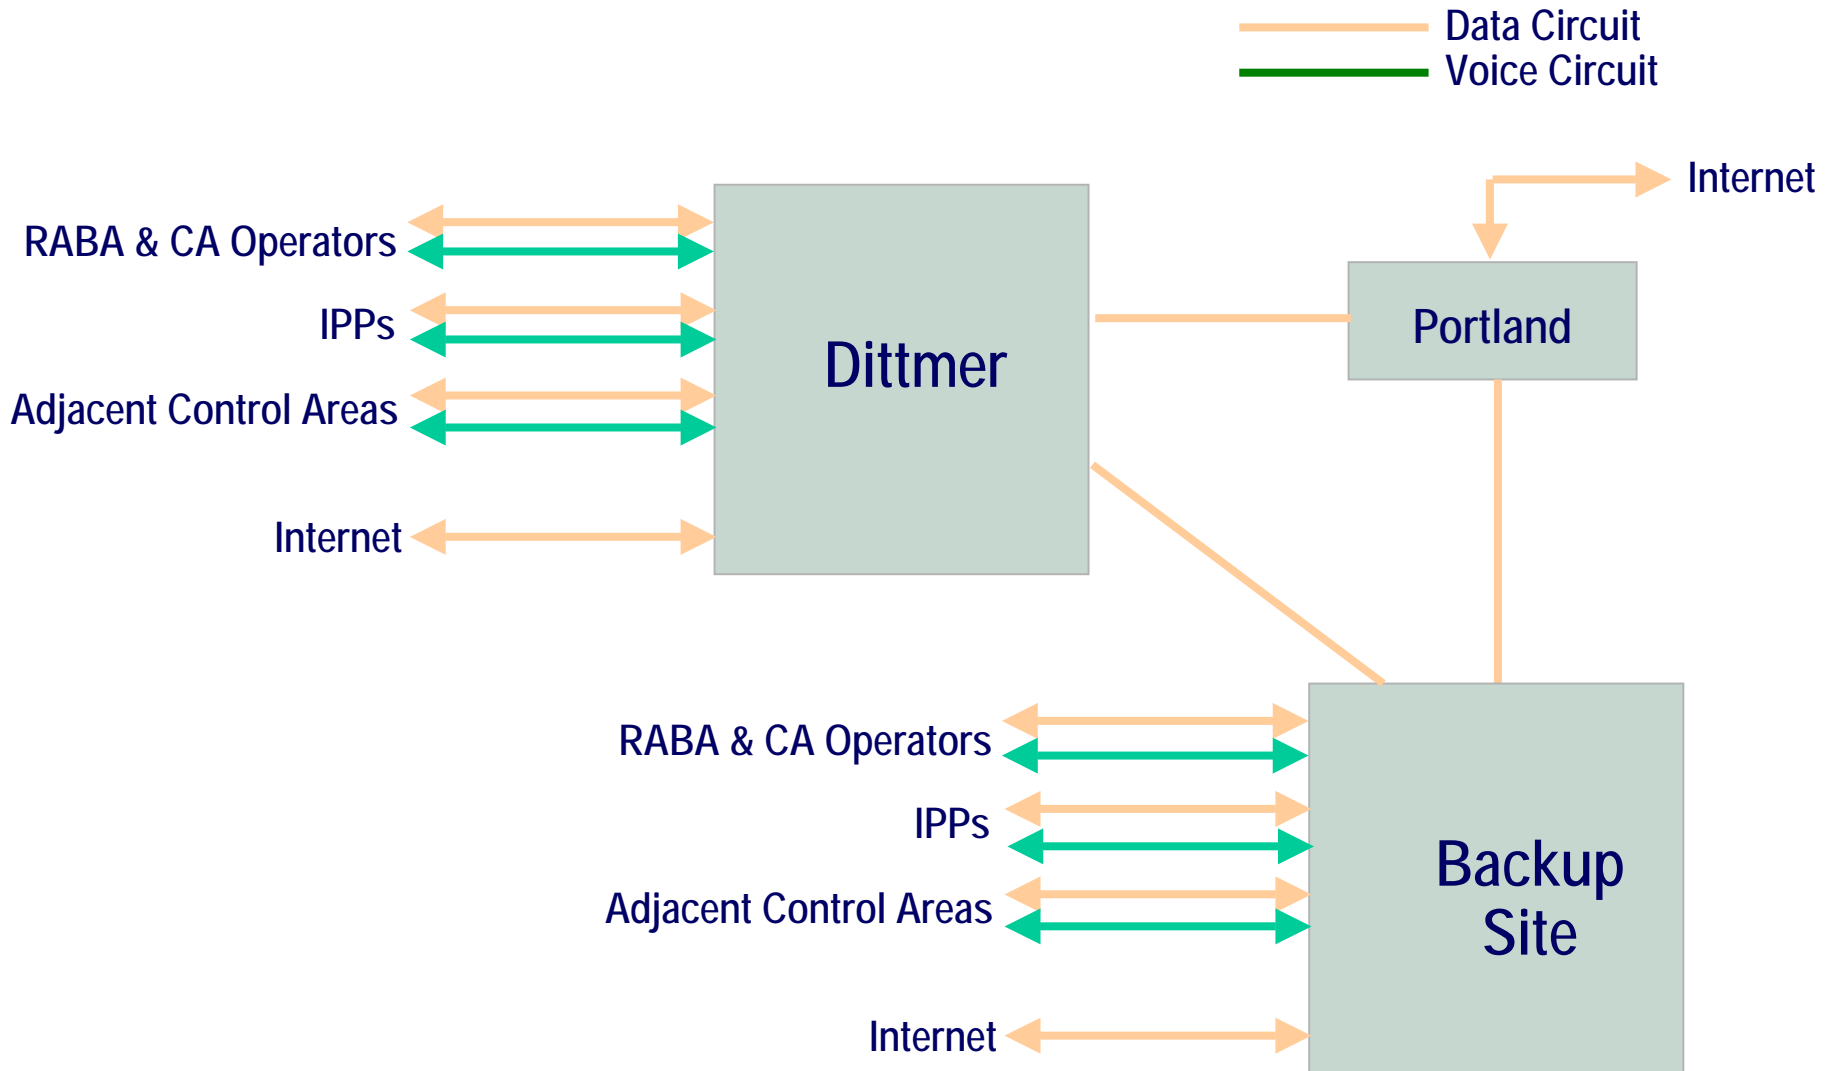 Data Circuit
Voice Circuit
Internet
RABA & CA Operators
IPPs
Adjacent Control Areas
Internet
Dittmer
Portland
RABA & CA Operators
IPPs
Adjacent Control Areas
Internet
Backup
Site